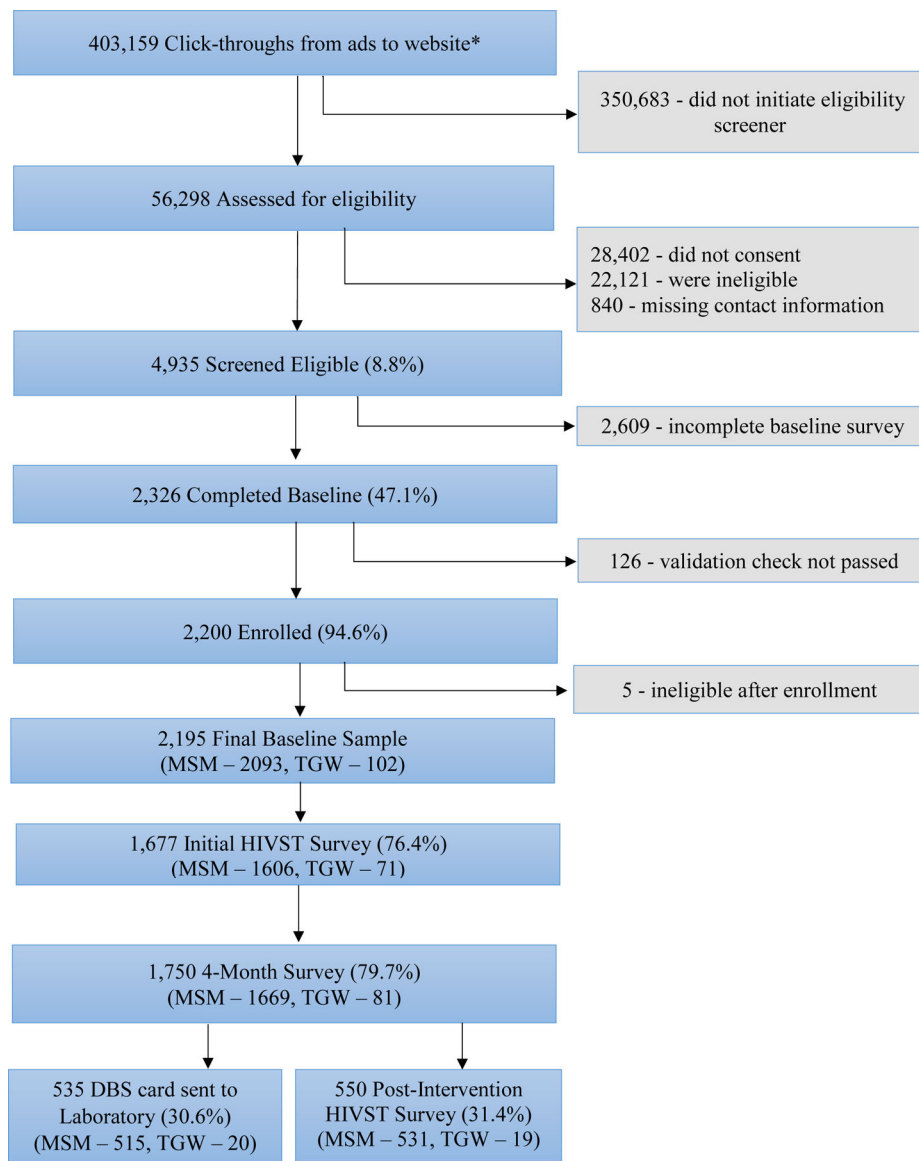 403,159 Click-throughs from ads to website*
350,683 - did not initiate eligibility
screener
56,298 Assessed for eligibility
28,402 - did not consent
22,121 - were ineligible
840 - missing contact information
4,935 Screened Eligible (8.8%)
2,609 - incomplete baseline survey
2,326 Completed Baseline (47.1%)
126 - validation check not passed
2,200 Enrolled (94.6%)
5 - ineligible after enrollment
2,195 Final Baseline Sample
(MSM – 2093, TGW – 102)
1,677 Initial HIVST Survey (76.4%)
(MSM – 1606, TGW – 71)
1,750 4-Month Survey (79.7%)
(MSM – 1669, TGW – 81)
535 DBS card sent to
Laboratory (30.6%)
(MSM – 515, TGW – 20)
550 Post-Intervention
HIVST Survey (31.4%)
(MSM – 531, TGW – 19)